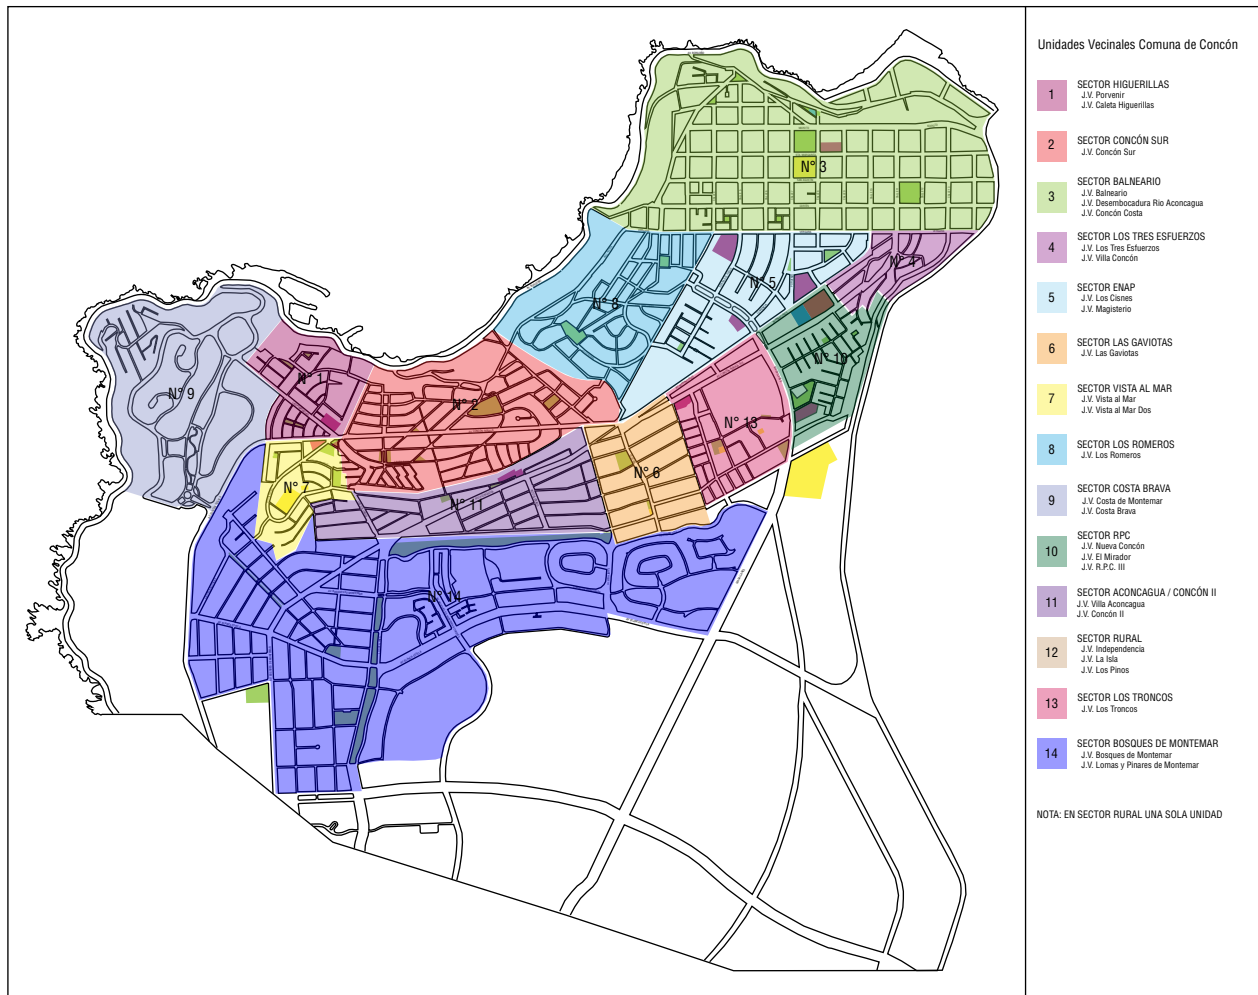 Unidades Vecinales Comuna de Concón
1
SECTOR HIGUERILLAS
J.V. Porvenir
J.V. Caleta Higuerillas
2
SECTOR CONCÓN SUR
J.V. Concón Sur
3
SECTOR BALNEARIO
J.V. Balneario
J.V. Desembocadura Rio Aconcagua
J.V. Concón Costa
4
SECTOR LOS TRES ESFUERZOS
J.V. Los Tres Esfuerzos
J.V. Villa Concón
5
SECTOR ENAP
J.V. Los Cisnes
J.V. Magisterio
6
SECTOR LAS GAVIOTAS
J.V. Las Gaviotas
7
SECTOR VISTA AL MAR
J.V. Vista al Mar
J.V. Vista al Mar Dos
8
SECTOR LOS ROMEROS
J.V. Los Romeros
9
SECTOR COSTA BRAVA
J.V. Costa de Montemar
J.V. Costa Brava
10
SECTOR RPC
J.V. Nueva Concón
J.V. El Mirador
J.V. R.P.C. III
11
SECTOR ACONCAGUA / CONCÓN II
J.V. Villa Aconcagua
J.V. Concón II
12
SECTOR RURAL
J.V. Independencia
J.V. La Isla
J.V. Los Pinos
13
SECTOR LOS TRONCOS
J.V. Los Troncos
14
SECTOR BOSQUES DE MONTEMAR
J.V. Bosques de Montemar
J.V. Lomas y Pinares de Montemar
NOTA: EN SECTOR RURAL UNA SOLA UNIDAD
N° 3
N° 4
N° 5
N° 8
N° 10
N° 1
N° 9
N° 2
N° 13
N° 6
N° 7
N° 11
N° 14